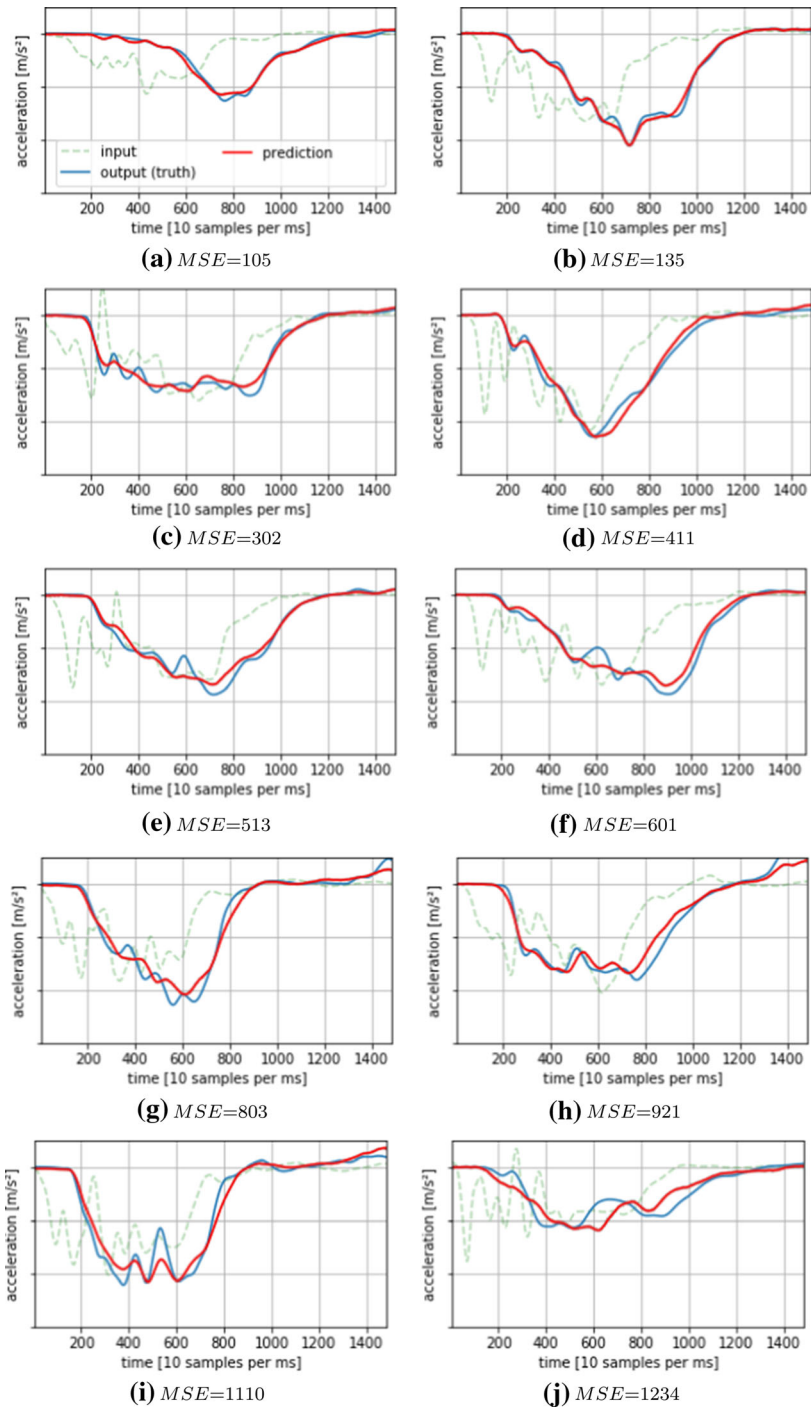 acceleration [m/s²]
input
output (truth)
prediction
200 400 600 800 1000 1200 1400
time [10 samples per ms]
(a) MSE=105
acceleration [m/s²]
200 400 600 800 1000 1200 1400
time [10 samples per ms]
(b) MSE=135
acceleration [m/s²]
200 400 600 800 1000 1200 1400
time [10 samples per ms]
(c) MSE=302
acceleration [m/s²]
200 400 600 800 1000 1200 1400
time [10 samples per ms]
(d) MSE=411
acceleration [m/s²]
200 400 600 800 1000 1200 1400
time [10 samples per ms]
(e) MSE=513
acceleration [m/s²]
200 400 600 800 1000 1200 1400
time [10 samples per ms]
(f) MSE=601
acceleration [m/s²]
200 400 600 800 1000 1200 1400
time [10 samples per ms]
(g) MSE=803
acceleration [m/s²]
200 400 600 800 1000 1200 1400
time [10 samples per ms]
(h) MSE=921
acceleration [m/s²]
200 400 600 800 1000 1200 1400
time [10 samples per ms]
(i) MSE=1110
acceleration [m/s²]
200 400 600 800 1000 1200 1400
time [10 samples per ms]
(j) MSE=1234